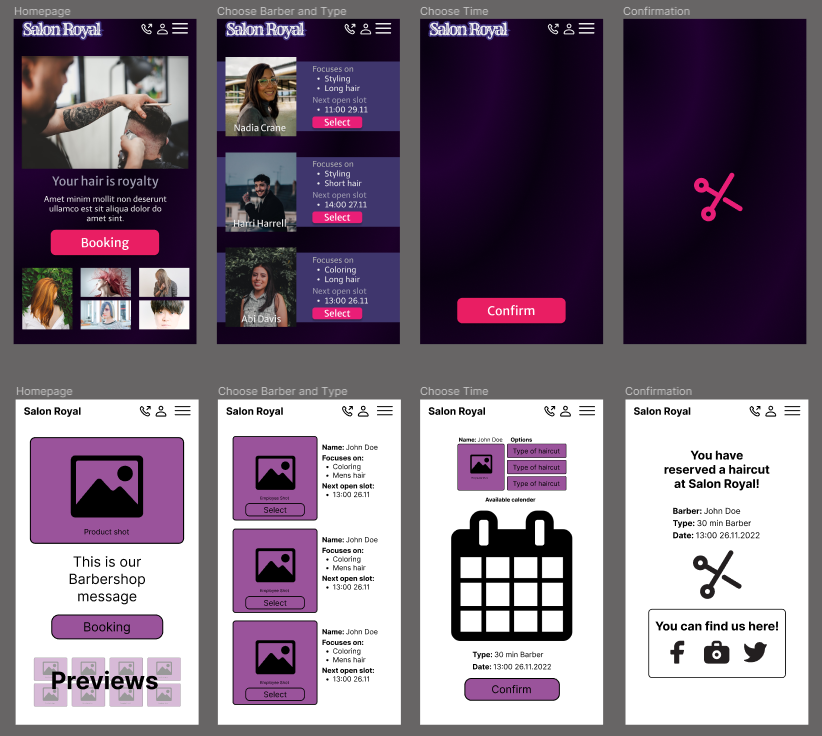 Homepage
Salon Royal
Your hair is royalty
Amet minim mollit non deserunt
ullamco est sit aliqua dolor do
amet sint.
Booking
Choose Barber and Type
Salon Royal
Focuses on
• Styling
• Long hair
Next open slot
• 11:00 29.11
Select
Nadia Crane
Focuses on
• Styling
• Short hair
Next open slot
• 14:00 27.11
Select
Harri Harrell
Focuses on
• Coloring
• Long hair
Next open slot
• 13:00 26.11
Select
Abi Davis
Choose Time
Salon Royal
Confirm
Confirmation
Homepage
Salon Royal
Product shot
This is our
Barbershop
message
Booking
Previews
Choose Barber and Type
Salon Royal
Employee Shot
Select
Name: John Doe
Focuses on:
• Coloring
• Mens hair
Next open slot:
• 13:00 26.11
Employee Shot
Select
Name: John Doe
Focuses on:
• Coloring
• Mens hair
Next open slot:
• 13:00 26.11
Employee Shot
Select
Name: John Doe
Focuses on:
• Coloring
• Mens hair
Next open slot:
• 13:00 26.11
Choose Time
Salon Royal
Name: John Doe
Options
Type of haircut
Type of haircut
Type of haircut
Available calender
Type: 30 min Barber
Date: 13:00 26.11.2022
Confirm
Confirmation
Salon Royal
You have
reserved a haircut
at Salon Royal!
Barber: John Doe
Type: 30 min Barber
Date: 13:00 26.11.2022
You can find us here!